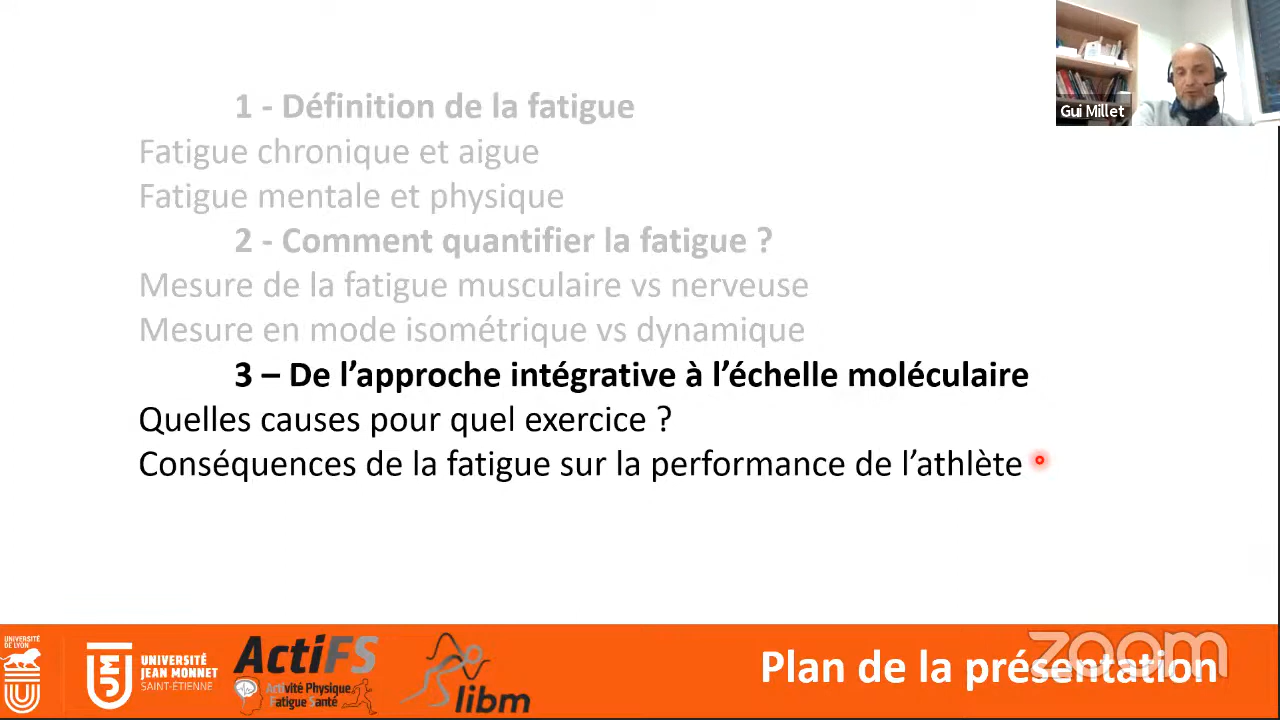 1 - Définition de la fatigue
Fatigue chronique et aigue
Fatigue mentale et physique
2 - Comment quantifier la fatigue ?
Mesure de la fatigue musculaire vs nerveuse
Mesure en mode isométrique vs dynamique
3 – De l’approche intégrative à l’échelle moléculaire
Quelles causes pour quel exercice ?
Conséquences de la fatigue sur la performance de l’athlète
Gui Millet
UNIVERSITÉ
DE LYON
UJM
UNIVERSITÉ
JEAN MONNET
SAINT-ÉTIENNE
ActiFS
Activité Physique
Fatigue Santé
libm
Plan de la présentation
zoom